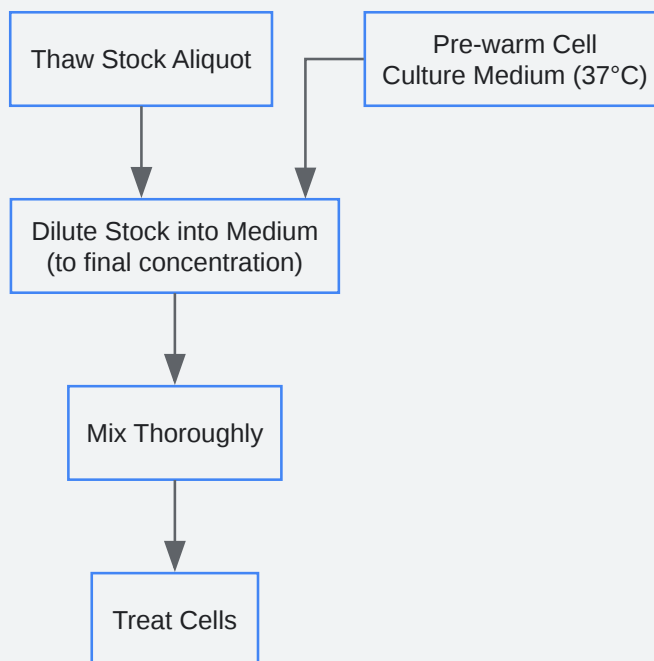 Thaw Stock Aliquot
Pre-warm Cell
Culture Medium (37°C)
Dilute Stock into Medium
(to final concentration)
Mix Thoroughly
Treat Cells